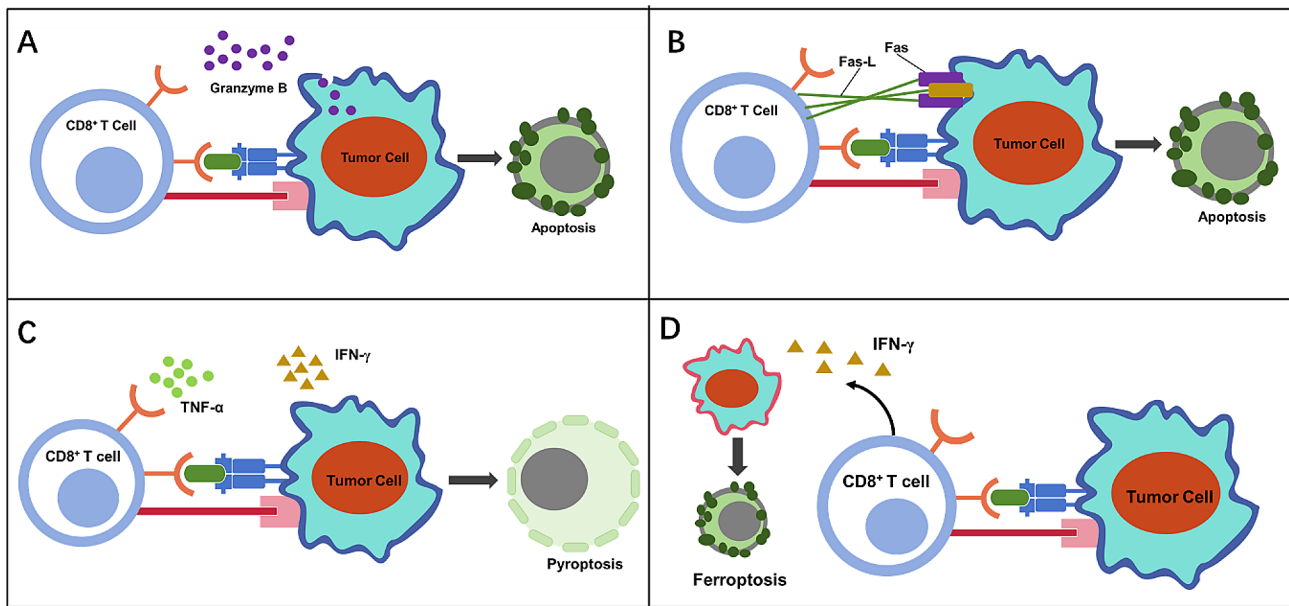 A
Granzyme B
CD8⁺ T Cell
Tumor Cell
Apoptosis
B
Fas
Fas-L
CD8⁺ T Cell
Tumor Cell
Apoptosis
C
IFN-γ
TNF-α
CD8⁺ T cell
Tumor Cell
Pyroptosis
D
IFN-γ
CD8⁺ T cell
Tumor Cell
Ferroptosis